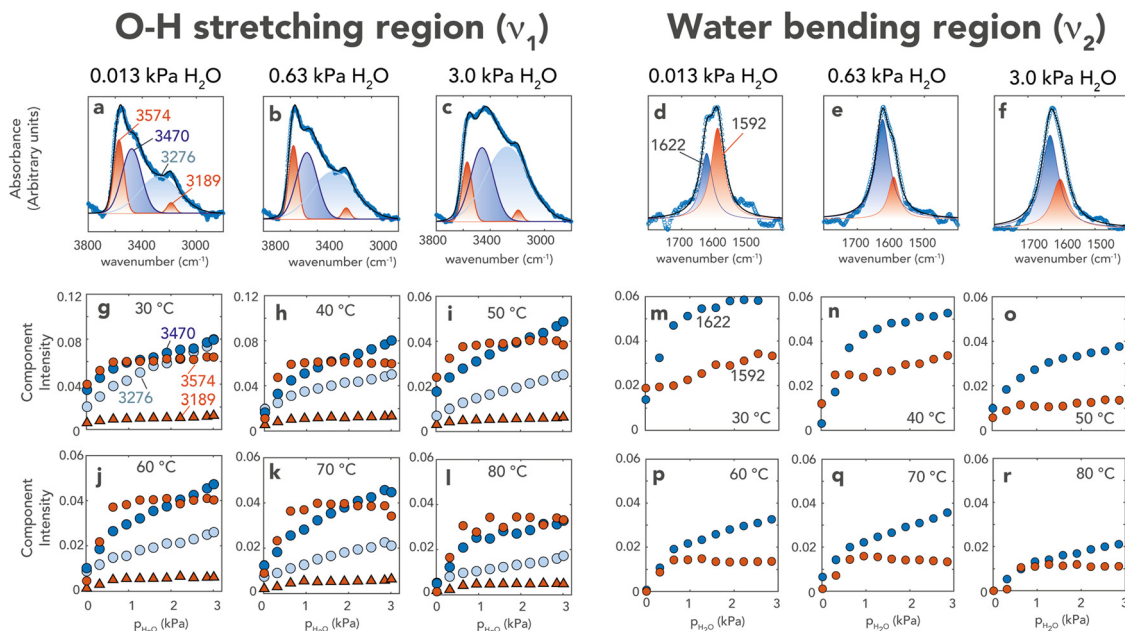 O-H stretching region (ν₁)
Water bending region (ν₂)
0.013 kPa H₂O
0.63 kPa H₂O
3.0 kPa H₂O
0.013 kPa H₂O
0.63 kPa H₂O
3.0 kPa H₂O
Absorbance
(Arbitrary units)
a
3574
3470
3276
3189
b
c
d
1622
1592
e
f
3800 3400 3000
3800 3400 3000
3800 3400 3000
1700 1600 1500
1700 1600 1500
1700 1600 1500
wavenumber (cm⁻¹)
wavenumber (cm⁻¹)
wavenumber (cm⁻¹)
wavenumber (cm⁻¹)
wavenumber (cm⁻¹)
wavenumber (cm⁻¹)
Component
Intensity
0.12
0.08
0.04
0
g
30 °C
3470
3574
3276
3189
0.12
0.08
0.04
0
h
40 °C
0.06
0.04
0.02
0
i
50 °C
0.06
0.04
0.02
0
m
1622
1592
30 °C
0.06
0.04
0.02
0
n
40 °C
0.06
0.04
0.02
0
o
50 °C
Component
Intensity
0.06
0.04
0.02
0
j
60 °C
0.06
0.04
0.02
0
k
70 °C
0.06
0.04
0.02
0
l
80 °C
0.06
0.04
0.02
0
p
60 °C
0.06
0.04
0.02
0
q
70 °C
0.06
0.04
0.02
0
r
80 °C
0 1 2 3
0 1 2 3
0 1 2 3
0 1 2 3
0 1 2 3
0 1 2 3
p H₂O (kPa)
p H₂O (kPa)
p H₂O (kPa)
p H₂O (kPa)
p H₂O (kPa)
p H₂O (kPa)